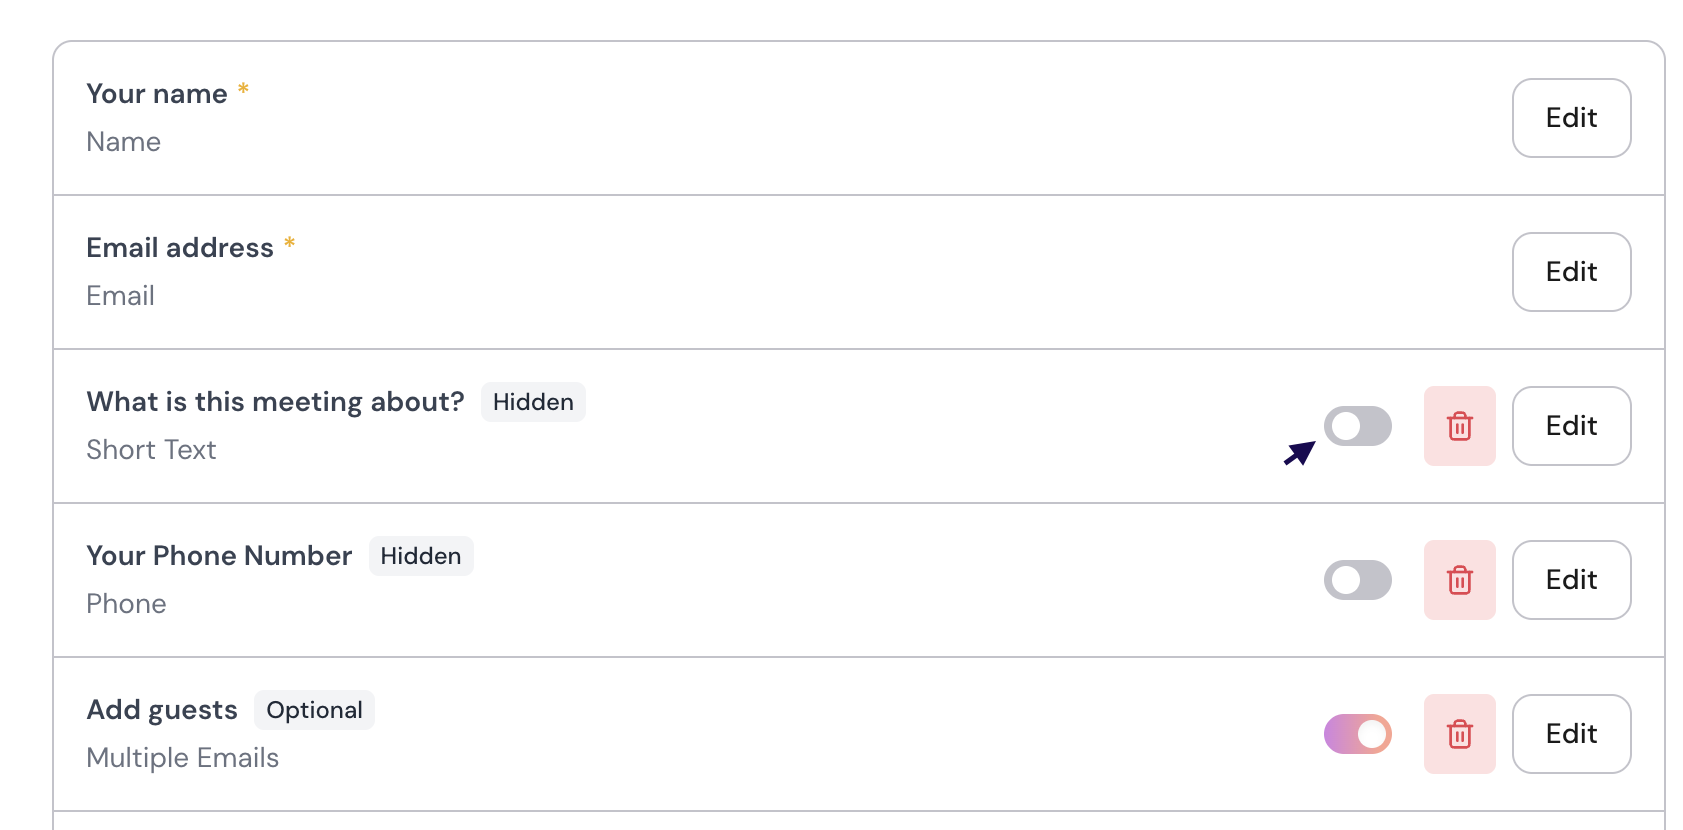 Your name *
Name
Edit
Email address *
Email
Edit
What is this meeting about? Hidden
Short Text
Edit
Your Phone Number Hidden
Phone
Edit
Add guests Optional
Multiple Emails
Edit